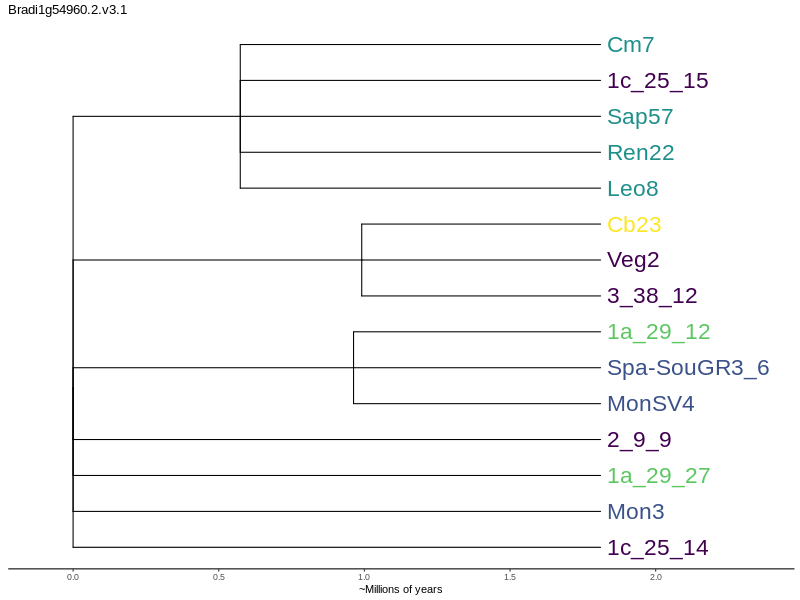 Bradi1g54960.2.v3.1
Cm7
1c_25_15
Sap57
Ren22
Leo8
Cb23
Veg2
3_38_12
1a_29_12
Spa-SouGR3_6
MonSV4
2_9_9
1a_29_27
Mon3
1c_25_14
0.0 0.5 1.0 1.5 2.0
~Millions of years